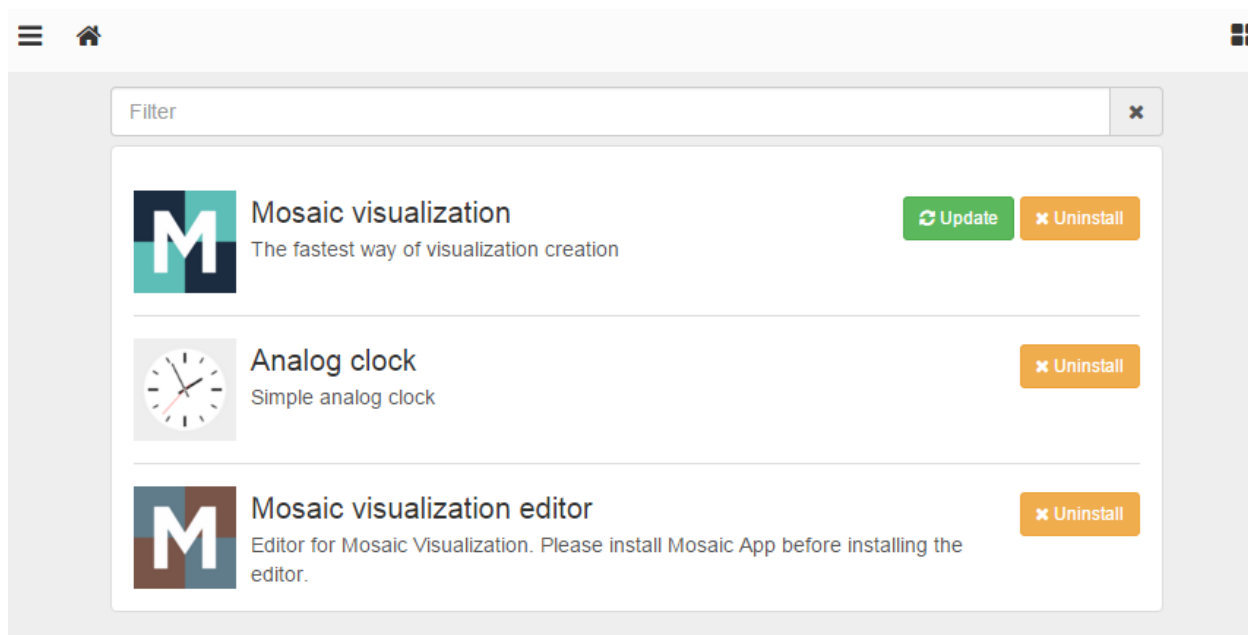 Filter
M
Mosaic visualization
The fastest way of visualization creation
Update
Uninstall
Analog clock
Simple analog clock
Uninstall
M
Mosaic visualization editor
Editor for Mosaic Visualization. Please install Mosaic App before installing the
editor.
Uninstall